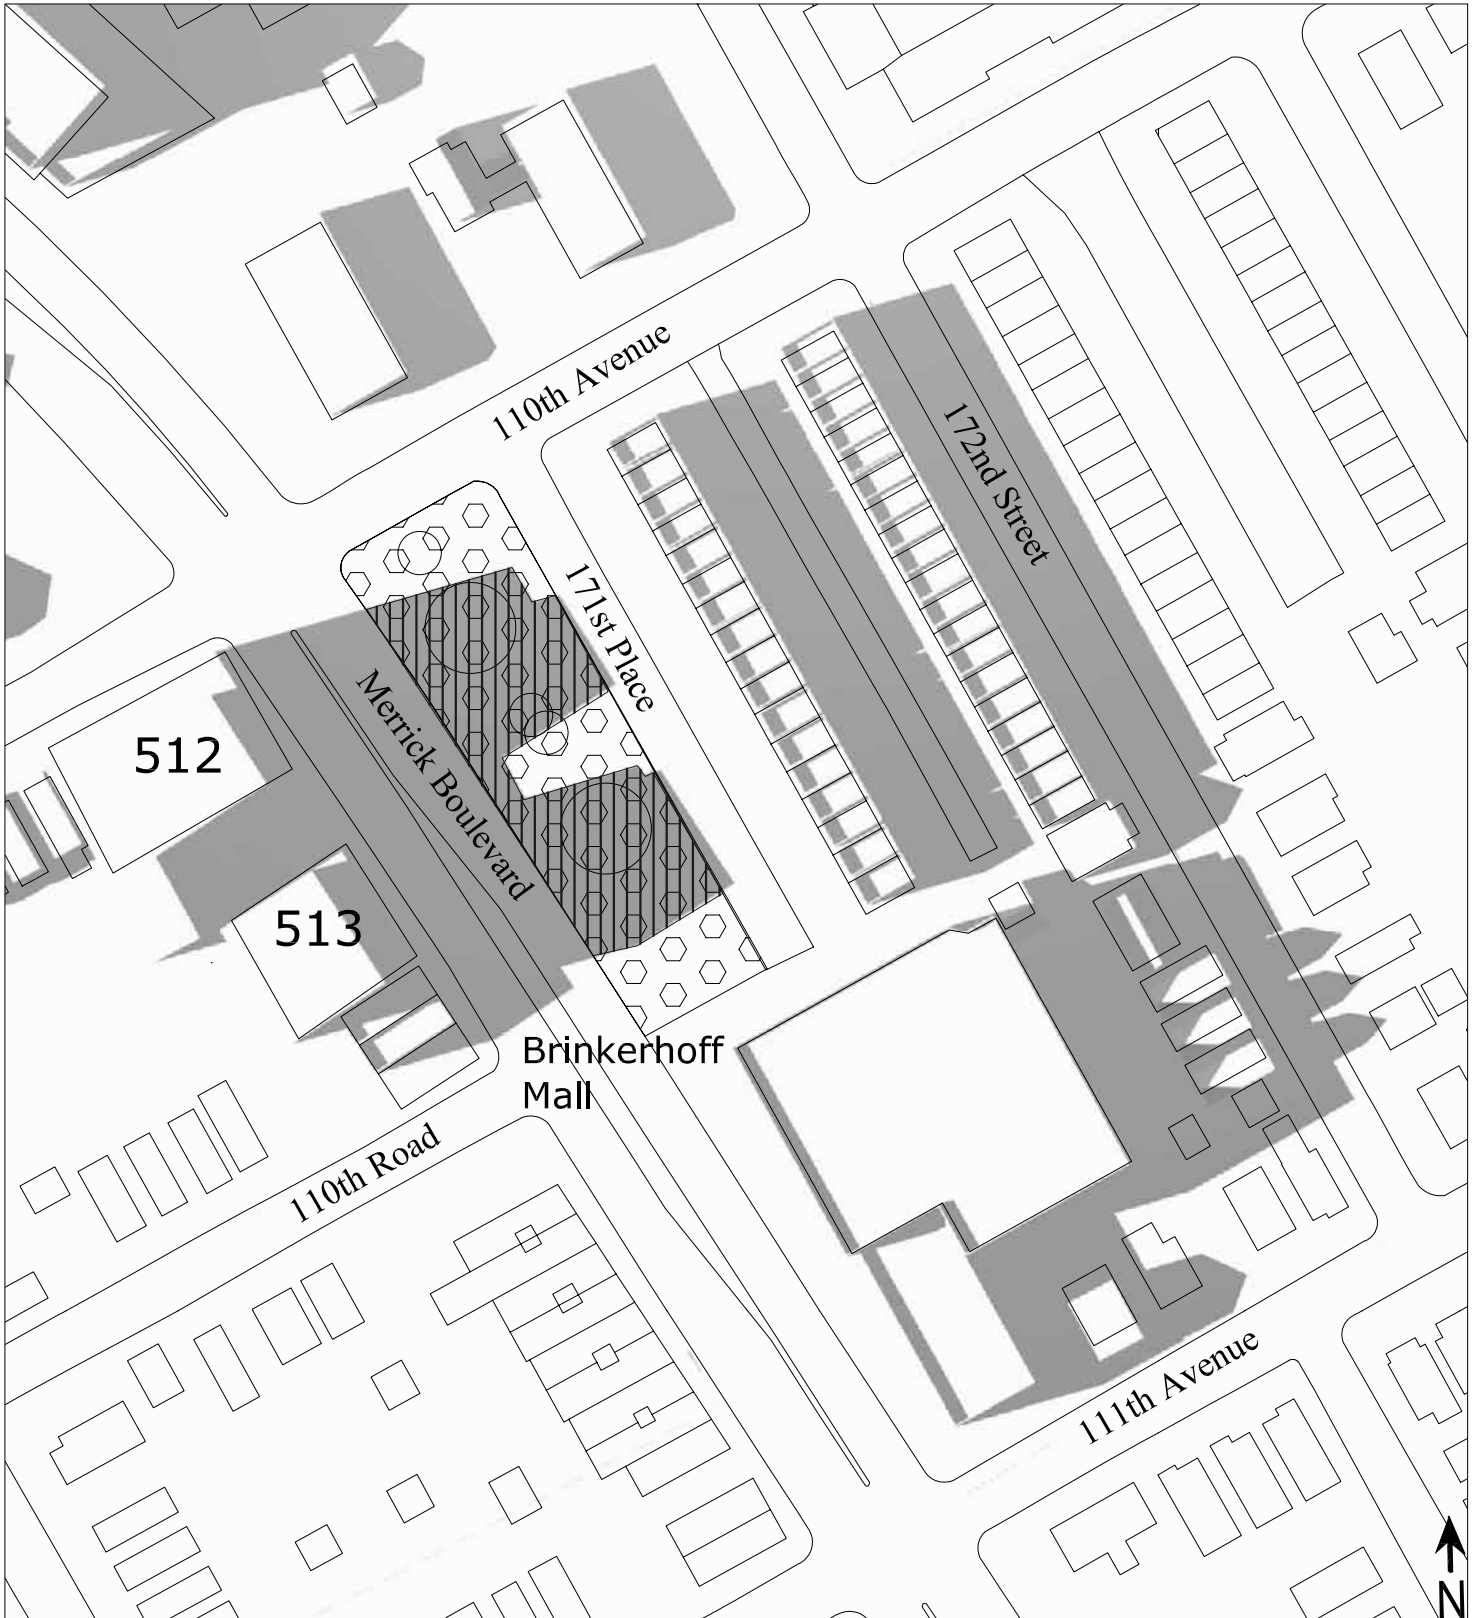 110th Avenue
172nd Street
171st Place
512
Merrick Boulevard
513
Brinkerhoff
Mall
110th Road
111th Avenue
N